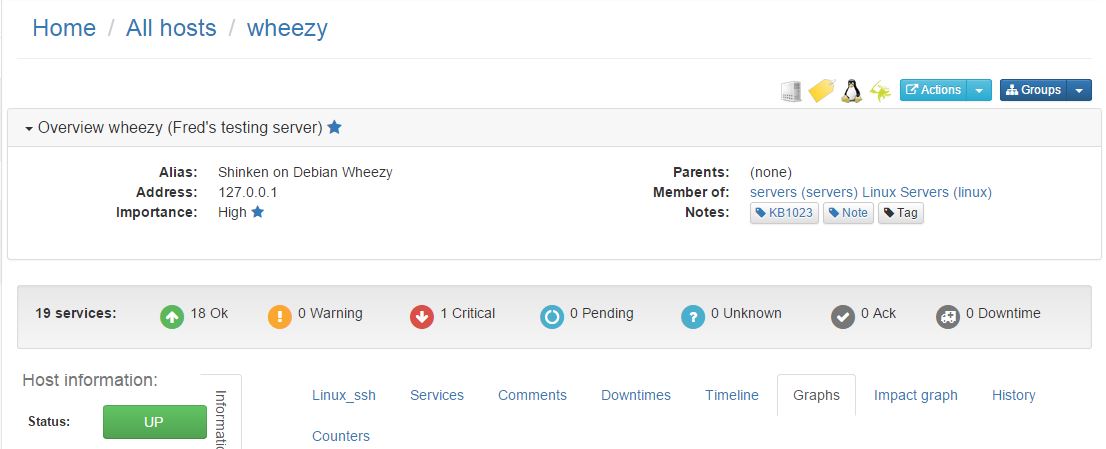 Home / All hosts / wheezy
Actions Groups
Overview wheezy (Fred's testing server)
Alias: Shinken on Debian Wheezy Parents: (none)
Address: 127.0.0.1 Member of: servers (servers) Linux Servers (linux)
Importance: High Notes: KB1023 Note Tag
19 services: 18 Ok 0 Warning 1 Critical 0 Pending 0 Unknown 0 Ack 0 Downtime
Host information:
Status: UP
Linux_ssh Services Comments Downtimes Timeline Graphs Impact graph History
Counters